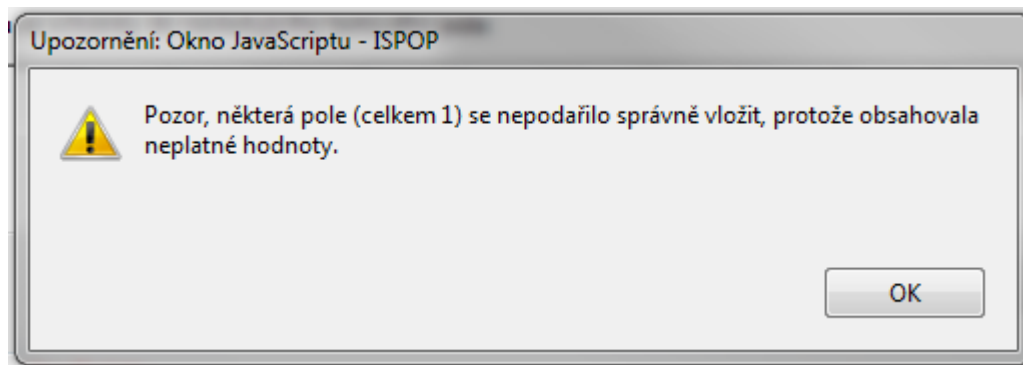 Upozornění: Okno JavaScriptu - ISPOP
Pozor, některá pole (celkem 1) se nepodařilo správně vložit, protože obsahovala
neplatné hodnoty.
OK